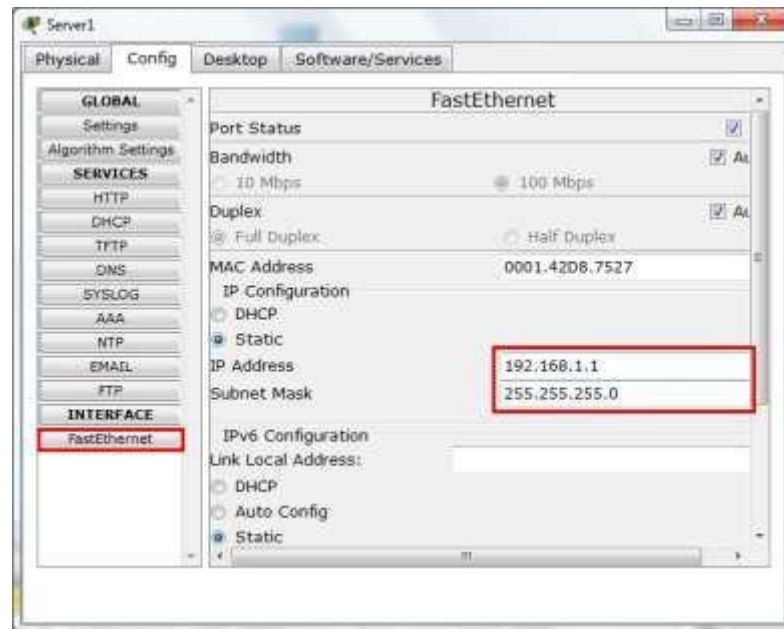 Server1
Physical Config Desktop Software/Services
GLOBAL
Settings
Algorithm Settings
SERVICES
HTTP
DHCP
TFTP
DNS
SYSLOG
AAA
NTP
EMAIL
FTP
INTERFACE
FastEthernet
FastEthernet
Port Status
Bandwidth Au
10 Mbps 100 Mbps
Duplex Au
Full Duplex Half Duplex
MAC Address 0001.42D8.7527
IP Configuration
DHCP
Static
IP Address 192.168.1.1
Subnet Mask 255.255.255.0
IPv6 Configuration
Link Local Address:
DHCP
Auto Config
Static